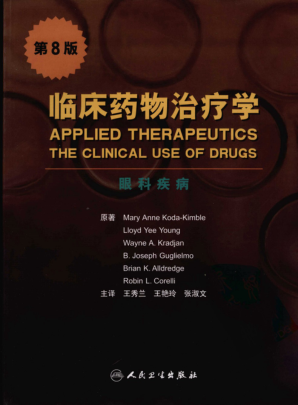 第8版
临床药物治疗学
APPLIED THERAPEUTICS
THE CLINICAL USE OF DRUGS
眼科疾病
原著 Mary Anne Koda-Kimble
Lloyd Yee Young
Wayne A. Kradjan
B. Joseph Guglielmo
Brian K. Alldredge
Robin L. Corelli
主译 王秀兰 王艳玲 张淑文
人民卫生出版社